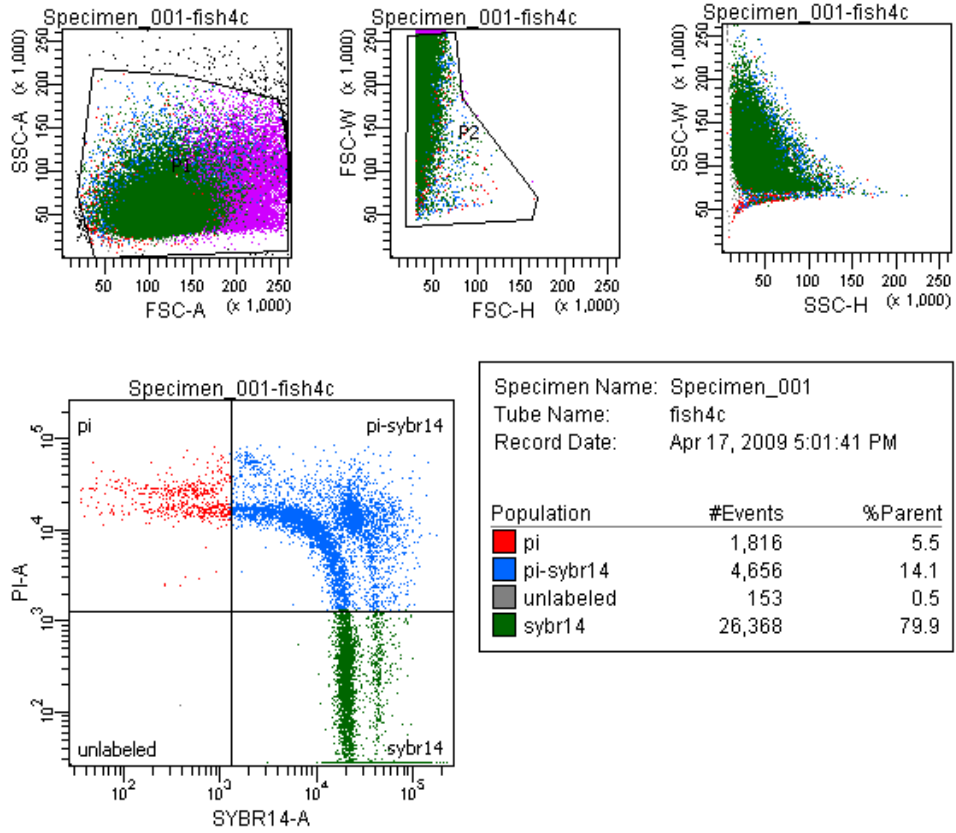 Specimen_001-fish4c
SSC-A (x 1,000)
250
200
150
100
50
P1
50 100 150 200 250
FSC-A (x 1,000)
Specimen_001-fish4c
FSC-W (x 1,000)
250
200
150
100
50
P2
50 100 150 200 250
FSC-H (x 1,000)
Specimen_001-fish4c
SSC-W (x 1,000)
250
200
150
100
50
50 100 150 200 250
SSC-H (x 1,000)
Specimen_001-fish4c
pi pi-sybr14
PI-A
10^5
10^4
10^3
10^2
unlabeled sybr14
10^2 10^3 10^4 10^5
SYBR14-A
Specimen Name: Specimen_001
Tube Name: fish4c
Record Date: Apr 17, 2009 5:01:41 PM
Population #Events %Parent
pi 1,816 5.5
pi-sybr14 4,656 14.1
unlabeled 153 0.5
sybr14 26,368 79.9